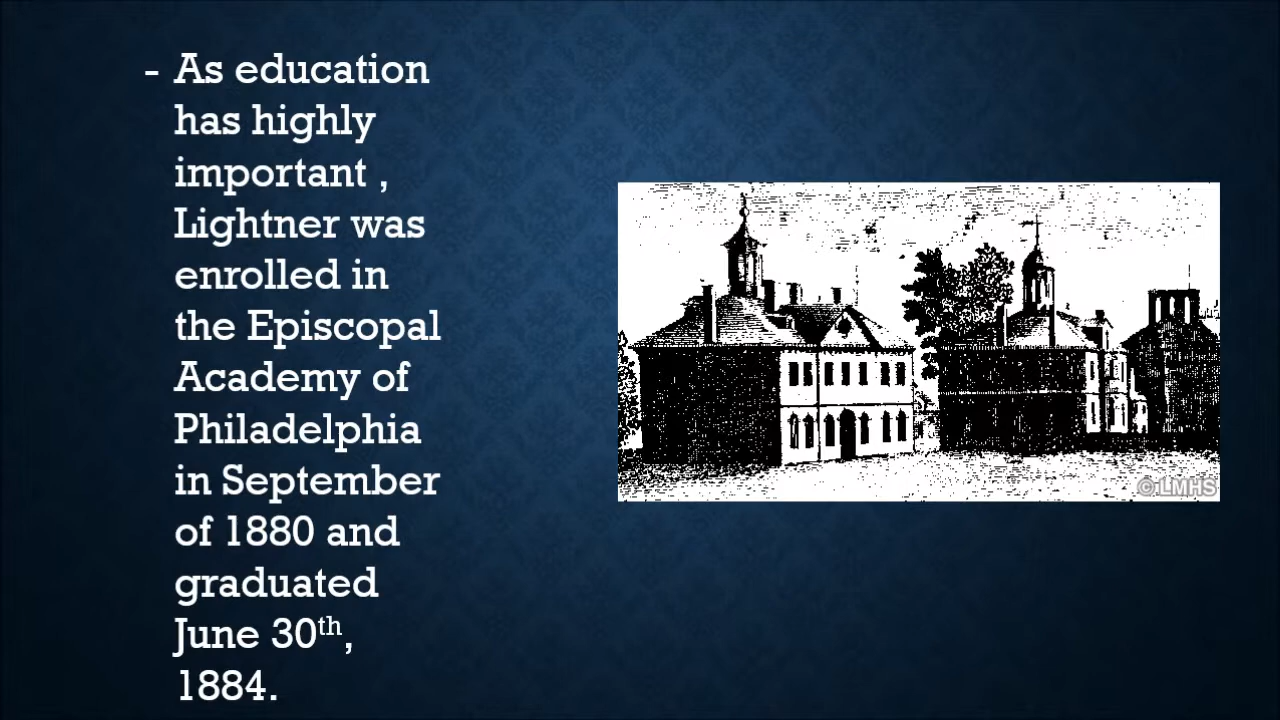 - As education
has highly
important ,
Lightner was
enrolled in
the Episcopal
Academy of
Philadelphia
in September
of 1880 and
graduated
June 30th,
1884.
© LMHS